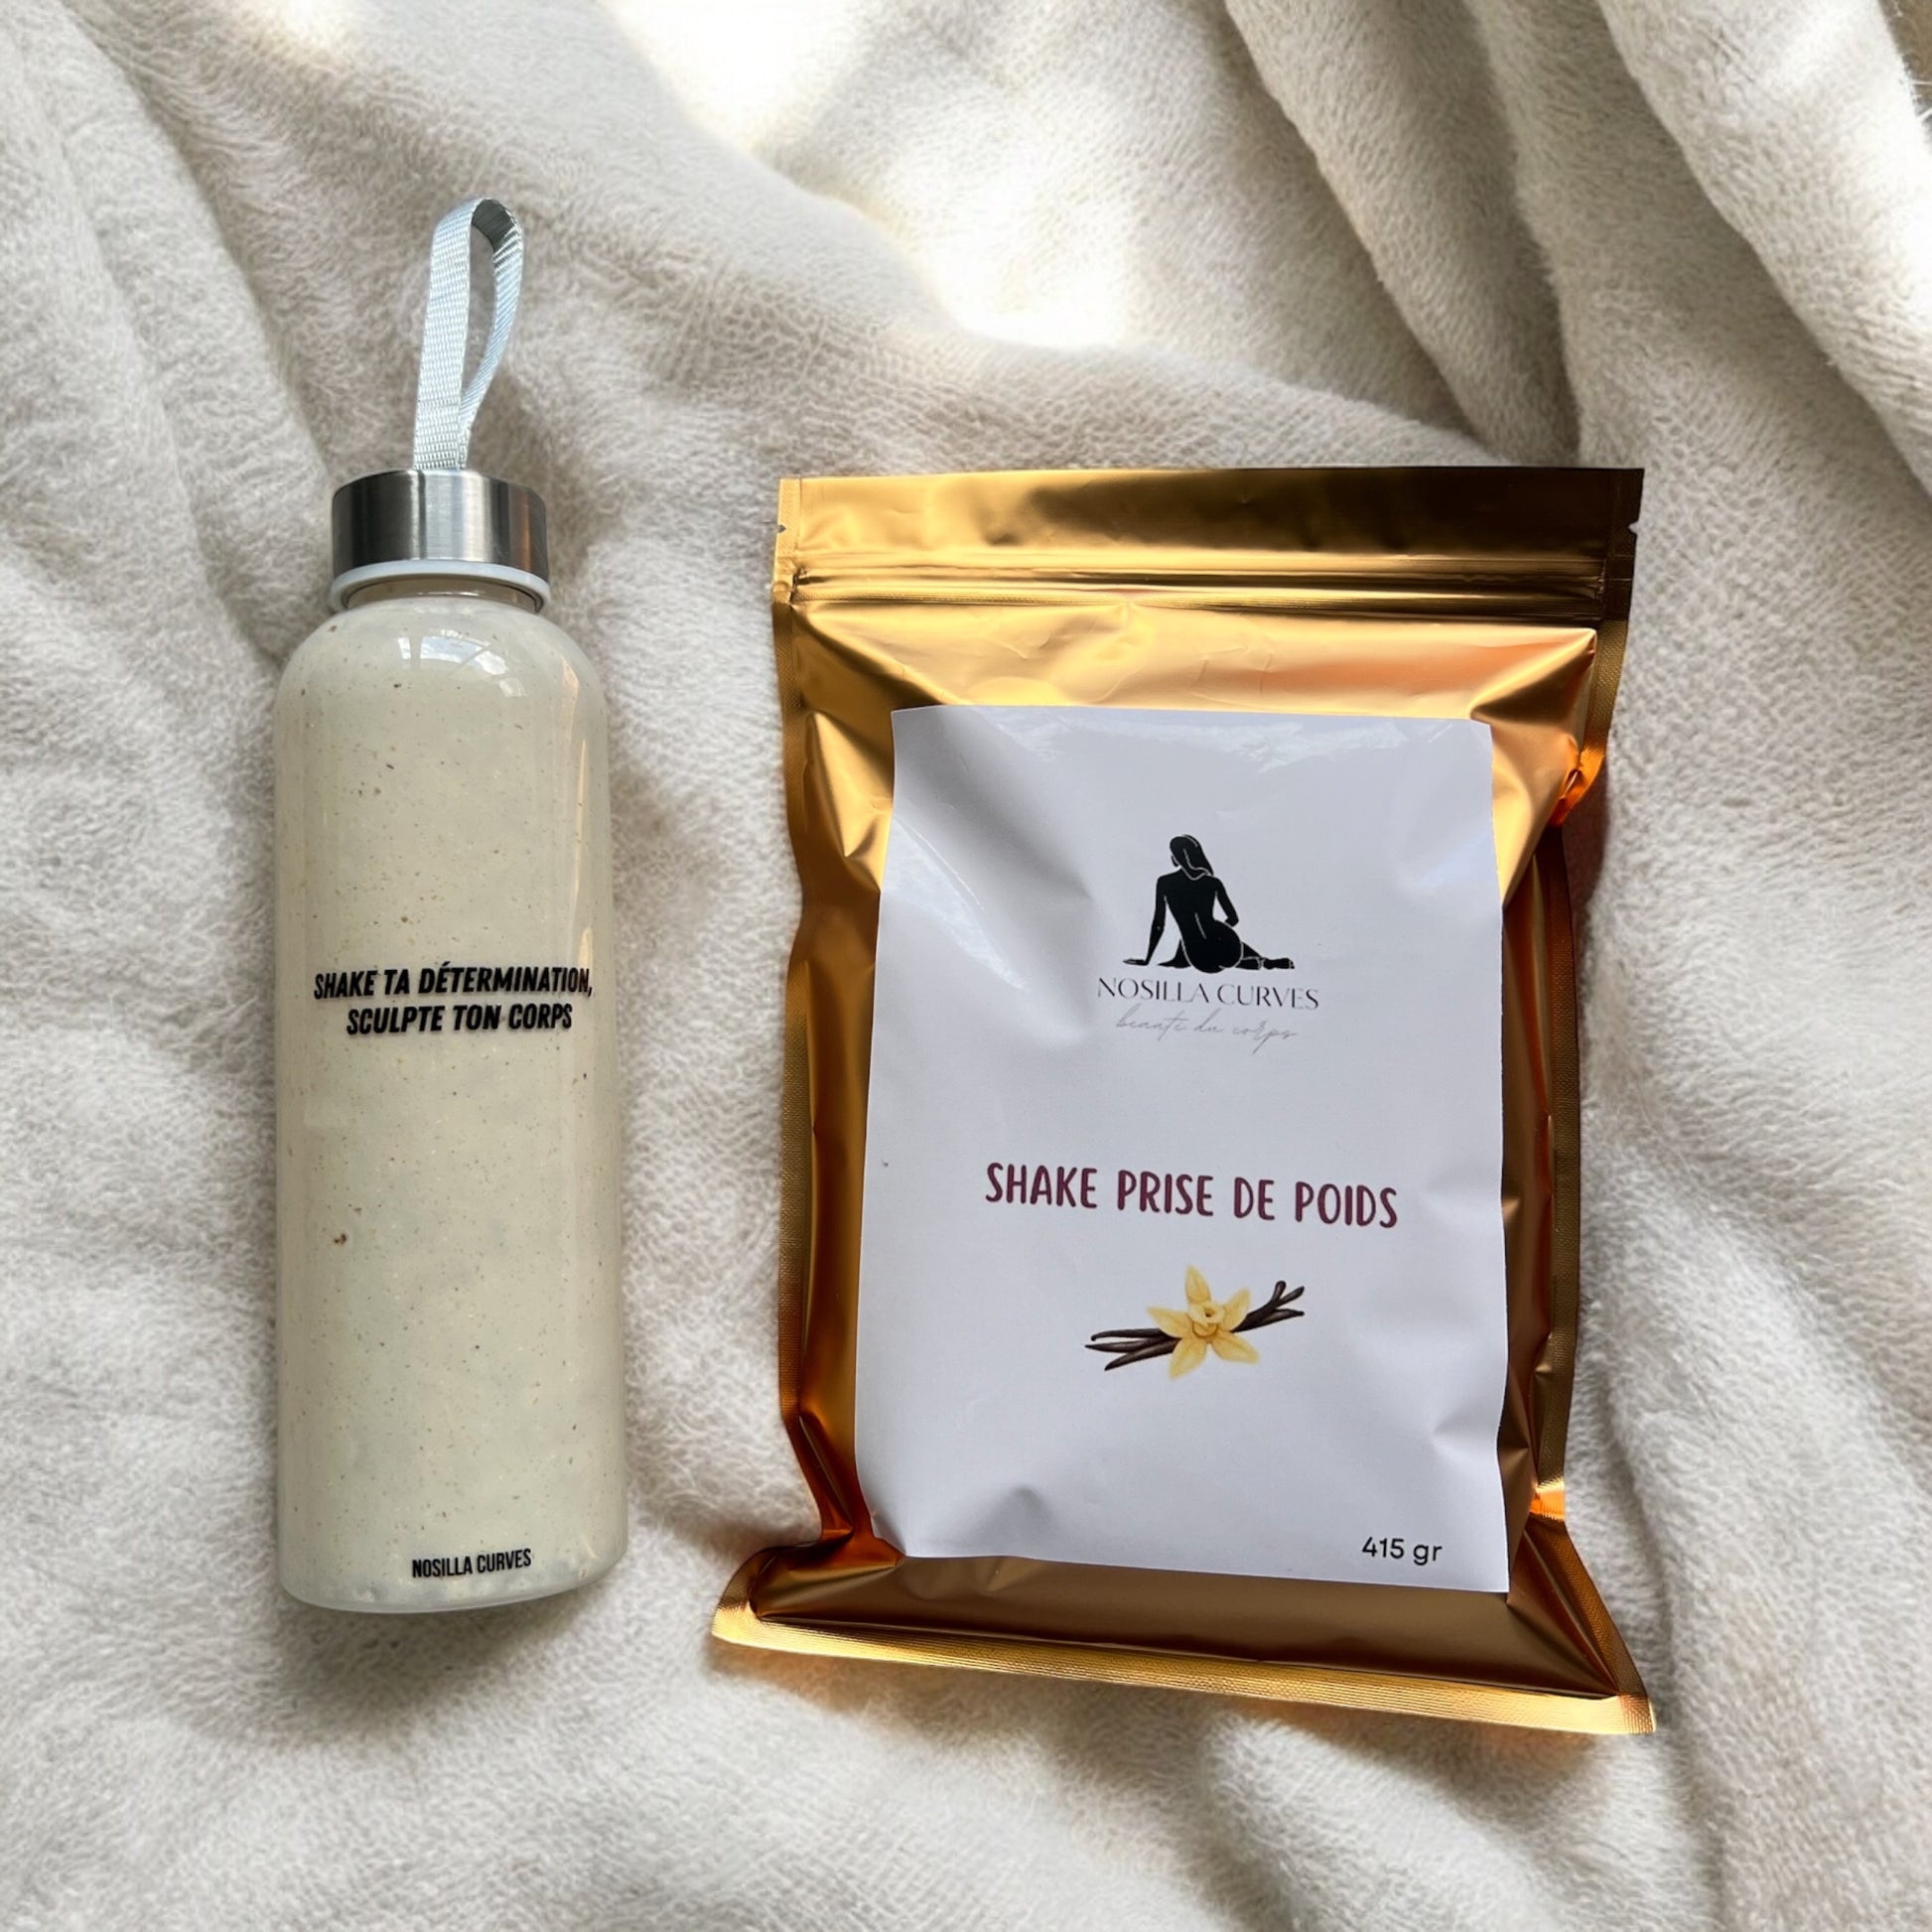 SHAKE TA DÉTERMINATION,
SCULPTE TON CORPS
NOSILLA CURVES
NOSILLA CURVES
beauté du corps
SHAKE PRISE DE POIDS
415 gr